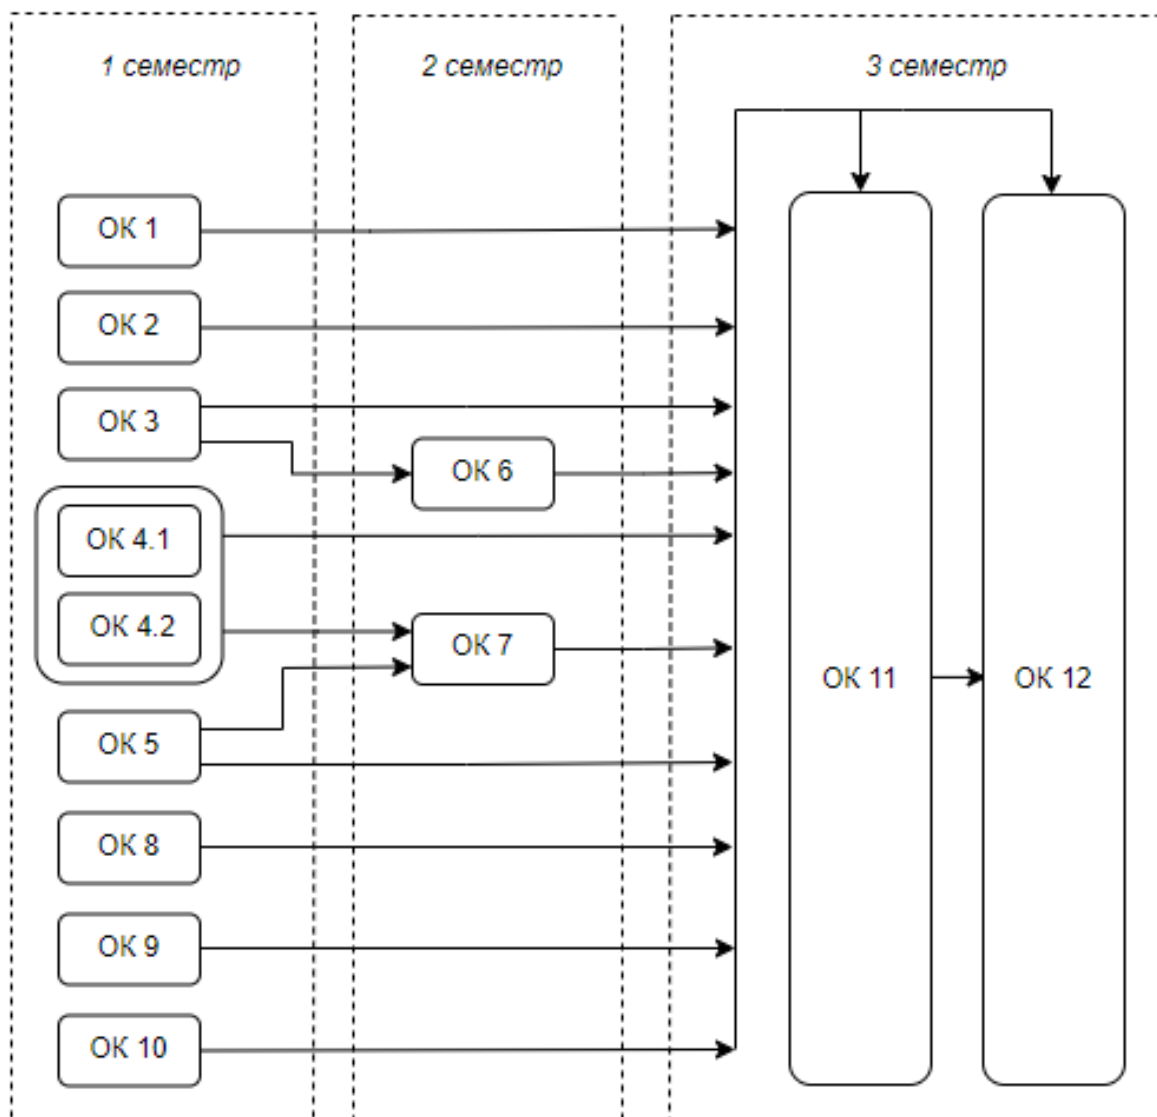 1 семестр
2 семестр
3 семестр
ОК 1
ОК 2
ОК 3
ОК 6
ОК 4.1
ОК 4.2
ОК 7
ОК 11
ОК 12
ОК 5
ОК 8
ОК 9
ОК 10